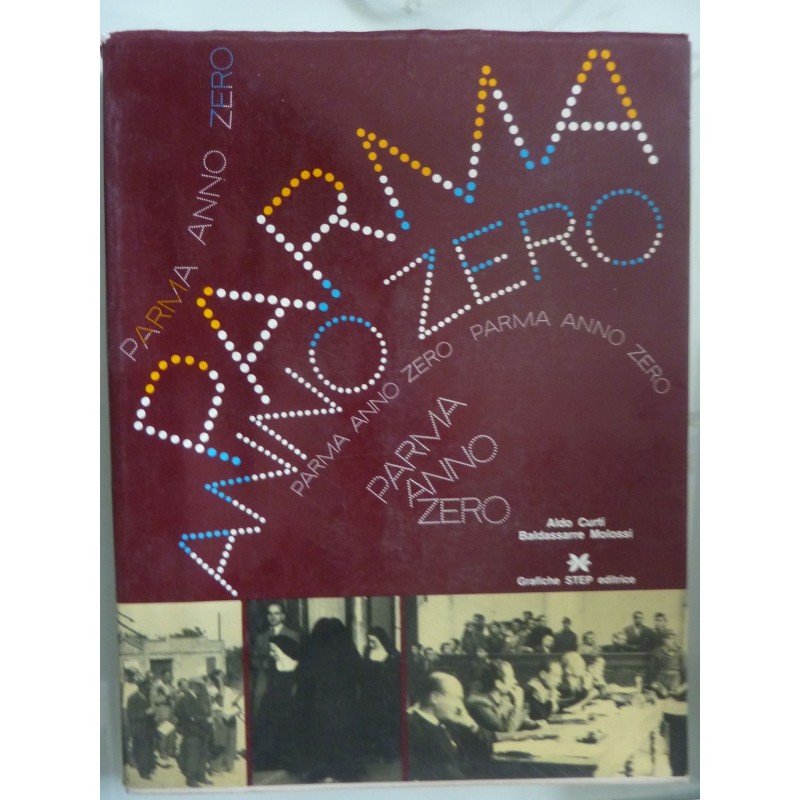 PARMA ANNO ZERO
PARMA
ANNO ZERO
PARMA ANNO ZERO
PARMA ANNO ZERO
PARMA
ANNO
ZERO
Aldo Curti
Baldassarre Molossi
Grafiche STEP editrice